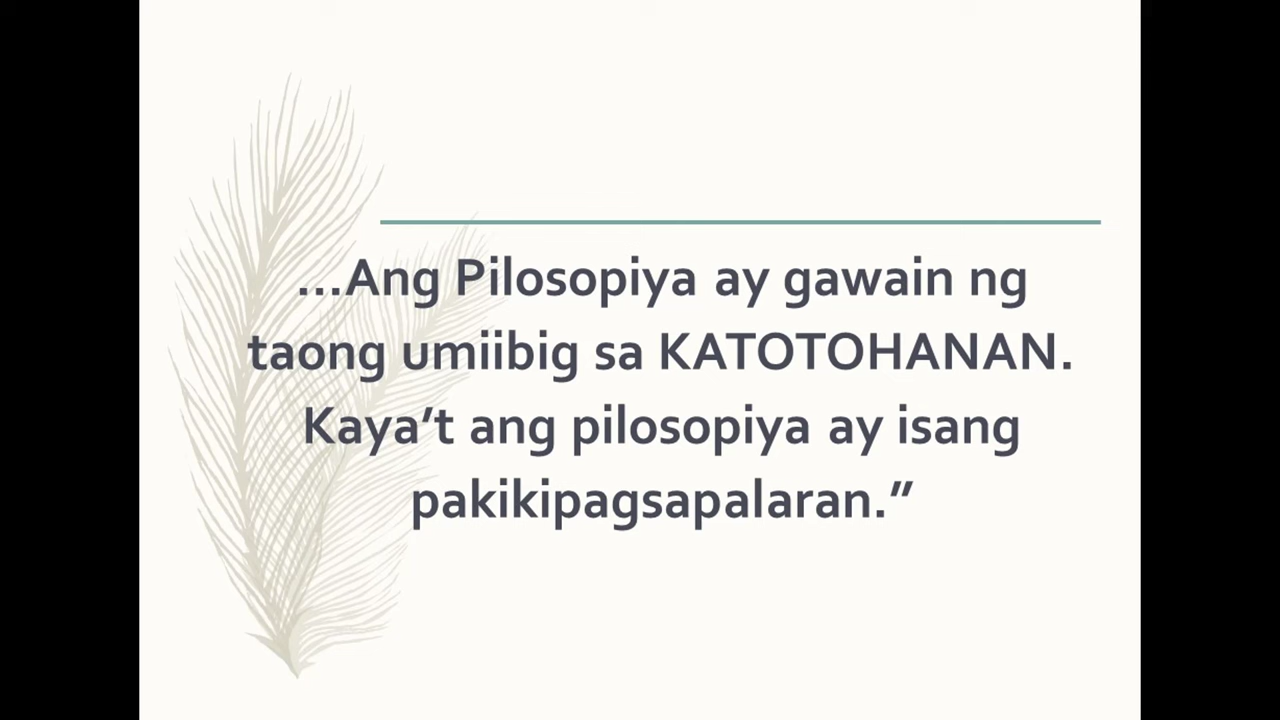 ...Ang Pilosopiya ay gawain ng
taong umiibig sa KATOTOHANAN.
Kaya’t ang pilosopiya ay isang
pakikipagsapalaran.”